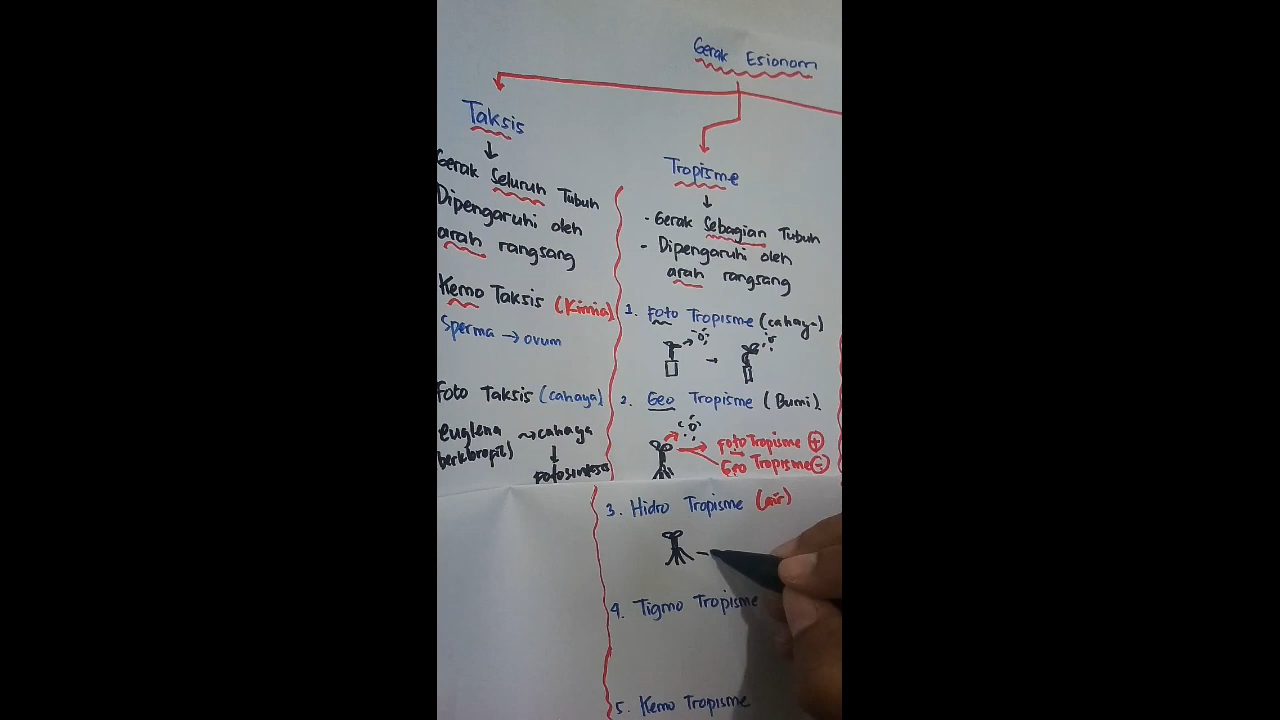 Gerak Esionom
Taksis
Gerak Seluruh Tubuh
Dipengaruhi oleh
arah rangsang
Kemo Taksis (Kimia)
Sperma → ovum
Foto Taksis (cahaya)
euglena → cahaya
berkloropil)
↓
Fotosintesis
Tropisme
- Gerak Sebagian Tubuh
- Dipengaruhi oleh
arah rangsang
1. Foto Tropisme (cahaya)
2. Geo Tropisme (Bumi)
Foto Tropisme +
Geo Tropisme -
3. Hidro Tropisme (air)
4. Tigmo Tropisme
5. Kemo Tropisme